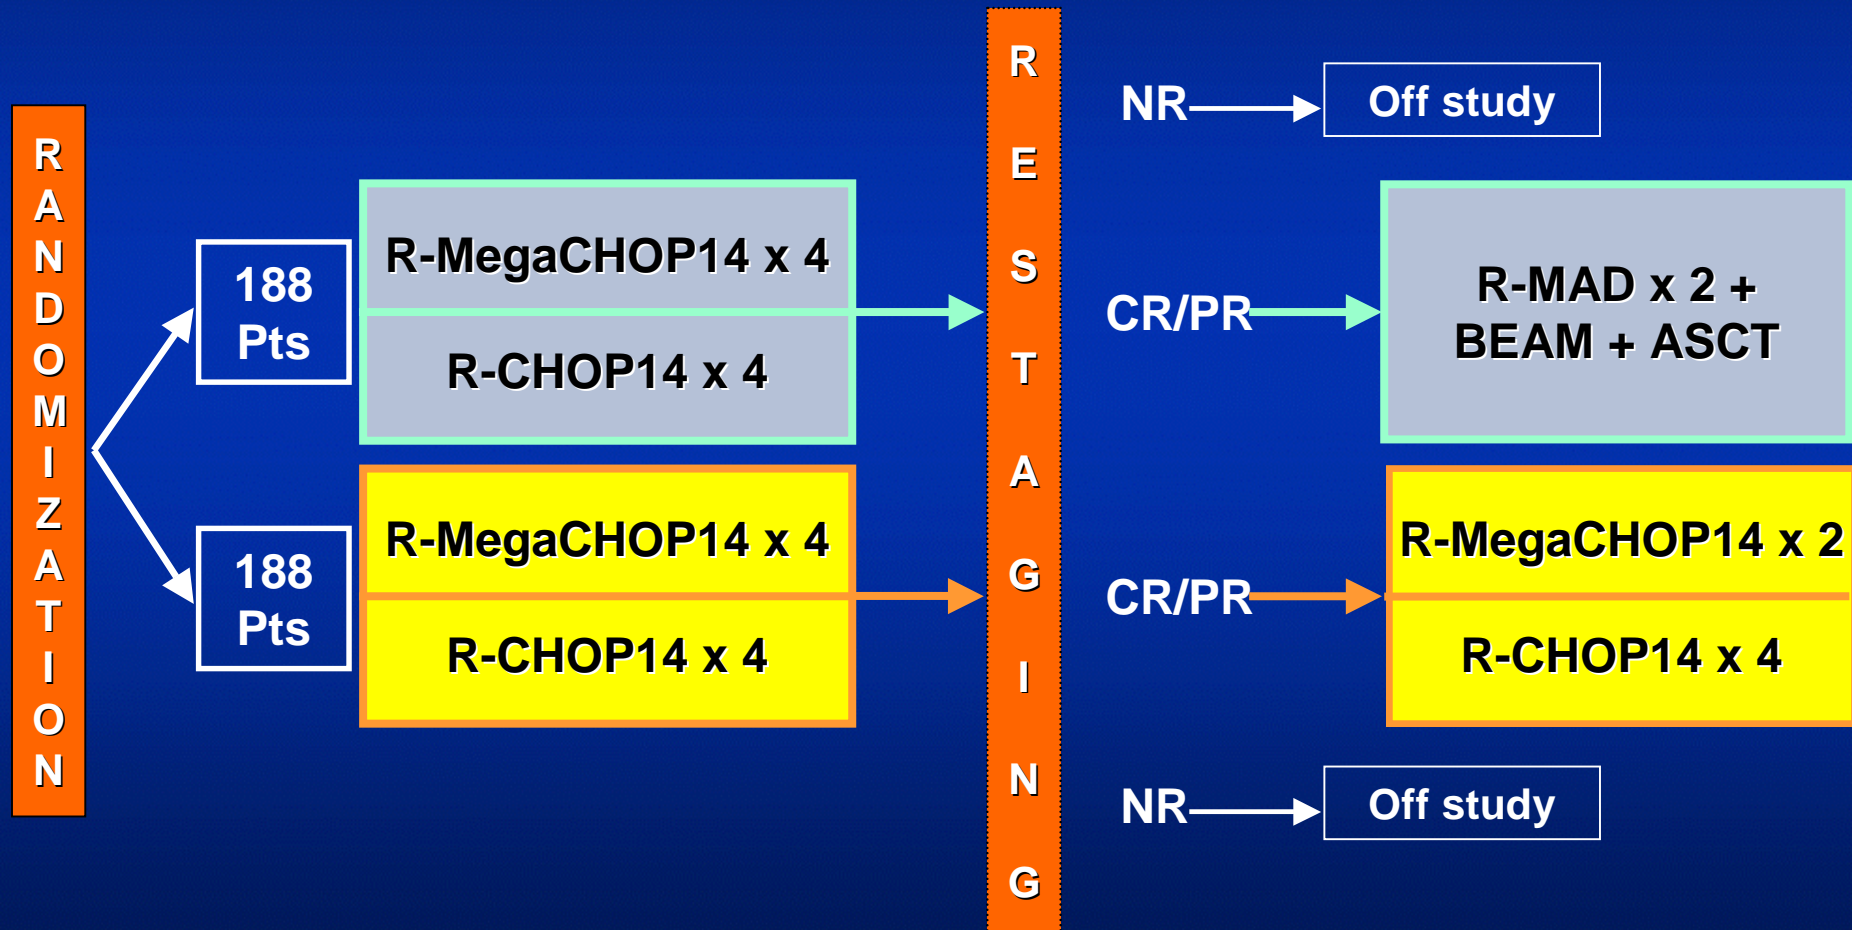 RANDOMIZATION
188
Pts
R-MegaCHOP14 x 4
R-CHOP14 x 4
188
Pts
R-MegaCHOP14 x 4
R-CHOP14 x 4
RESTAGING
NR
Off study
CR/PR
R-MAD x 2 +
BEAM + ASCT
CR/PR
R-MegaCHOP14 x 2
R-CHOP14 x 4
NR
Off study